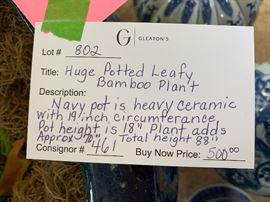 G GLEATON'S
Lot # 802
Title: Huge Potted Leafy
Bamboo Plant
Description:
Navy pot is heavy ceramic
with 19 inch circumferance
Pot height is 18" Plant adds
Approx 70" Total height 88"
Consignor # 461 Buy Now Price: 500.00